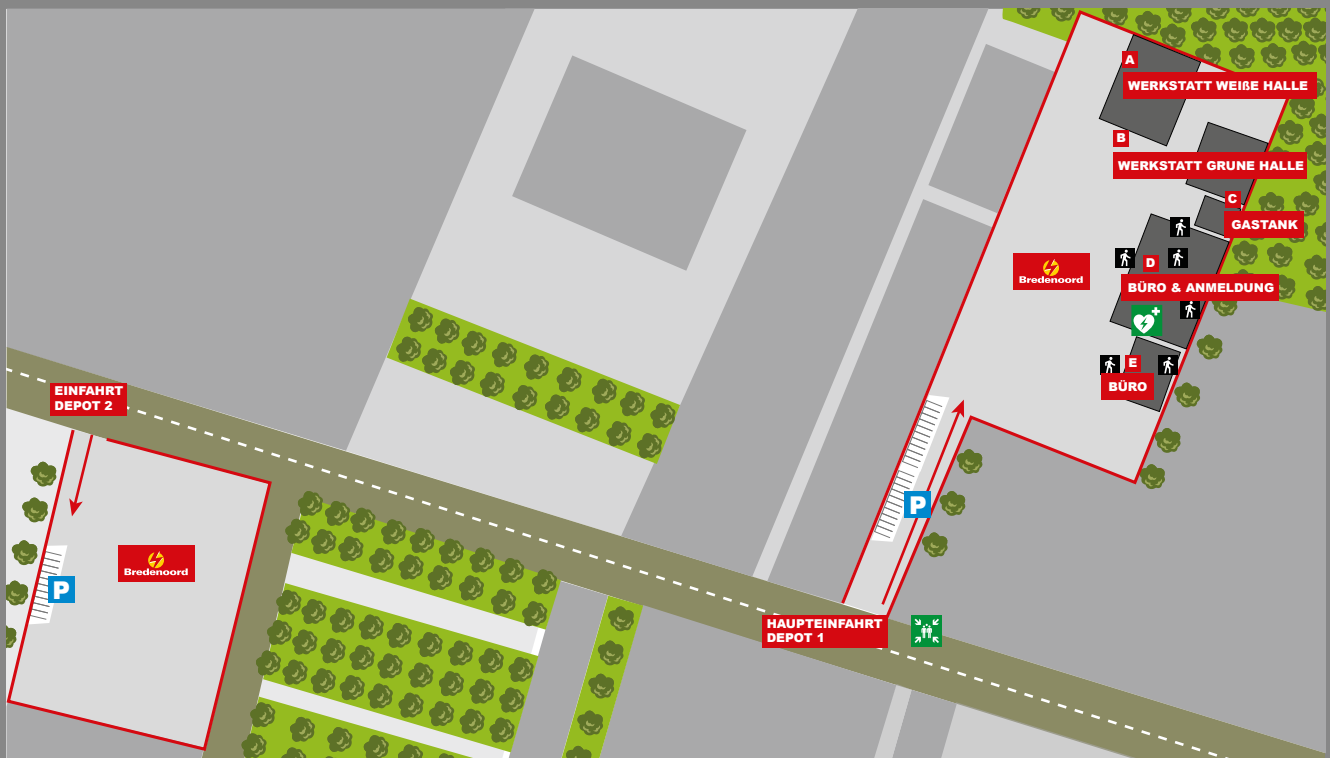 A
WERKSTATT WEIßE HALLE
B
WERKSTATT GRUNE HALLE
C
GASTANK
D
BÜRO & ANMELDUNG
Bredenoord
E
BÜRO
EINFAHRT
DEPOT 2
P
Bredenoord
P
HAUPTEINFAHRT
DEPOT 1